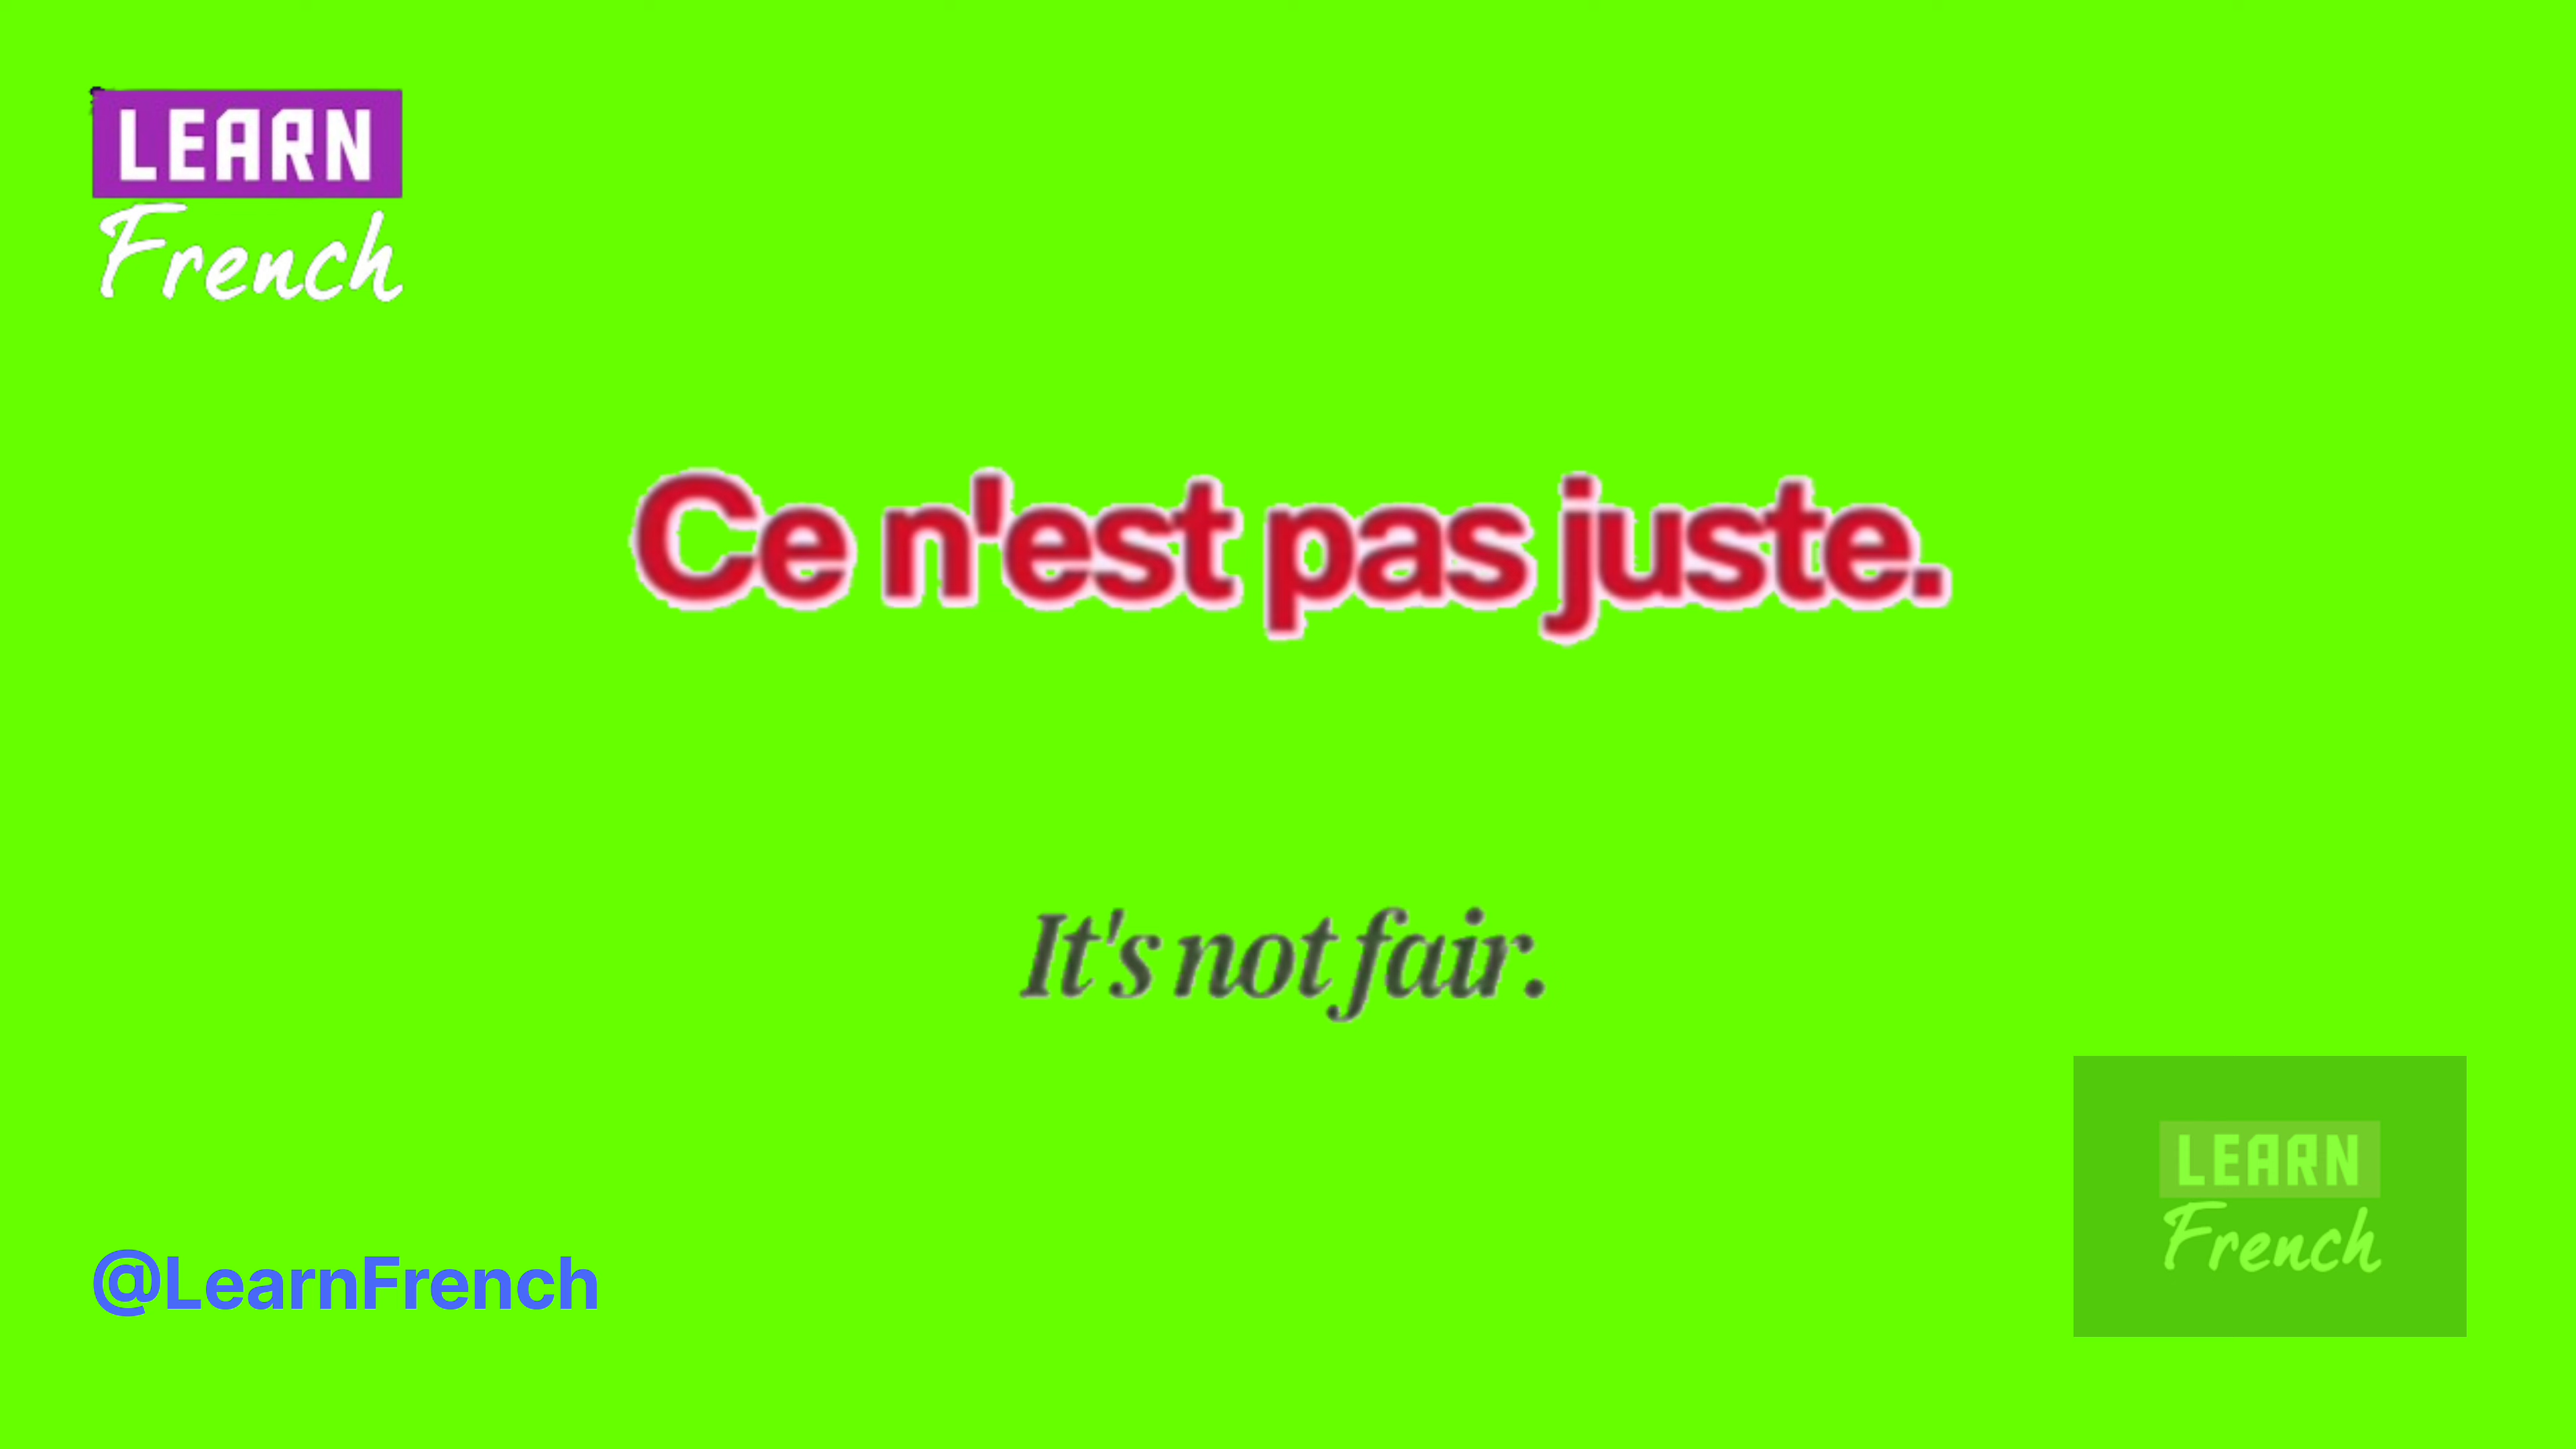 LEARN
French
Ce n'est pas juste.
It's not fair.
LEARN
French
@LearnFrench